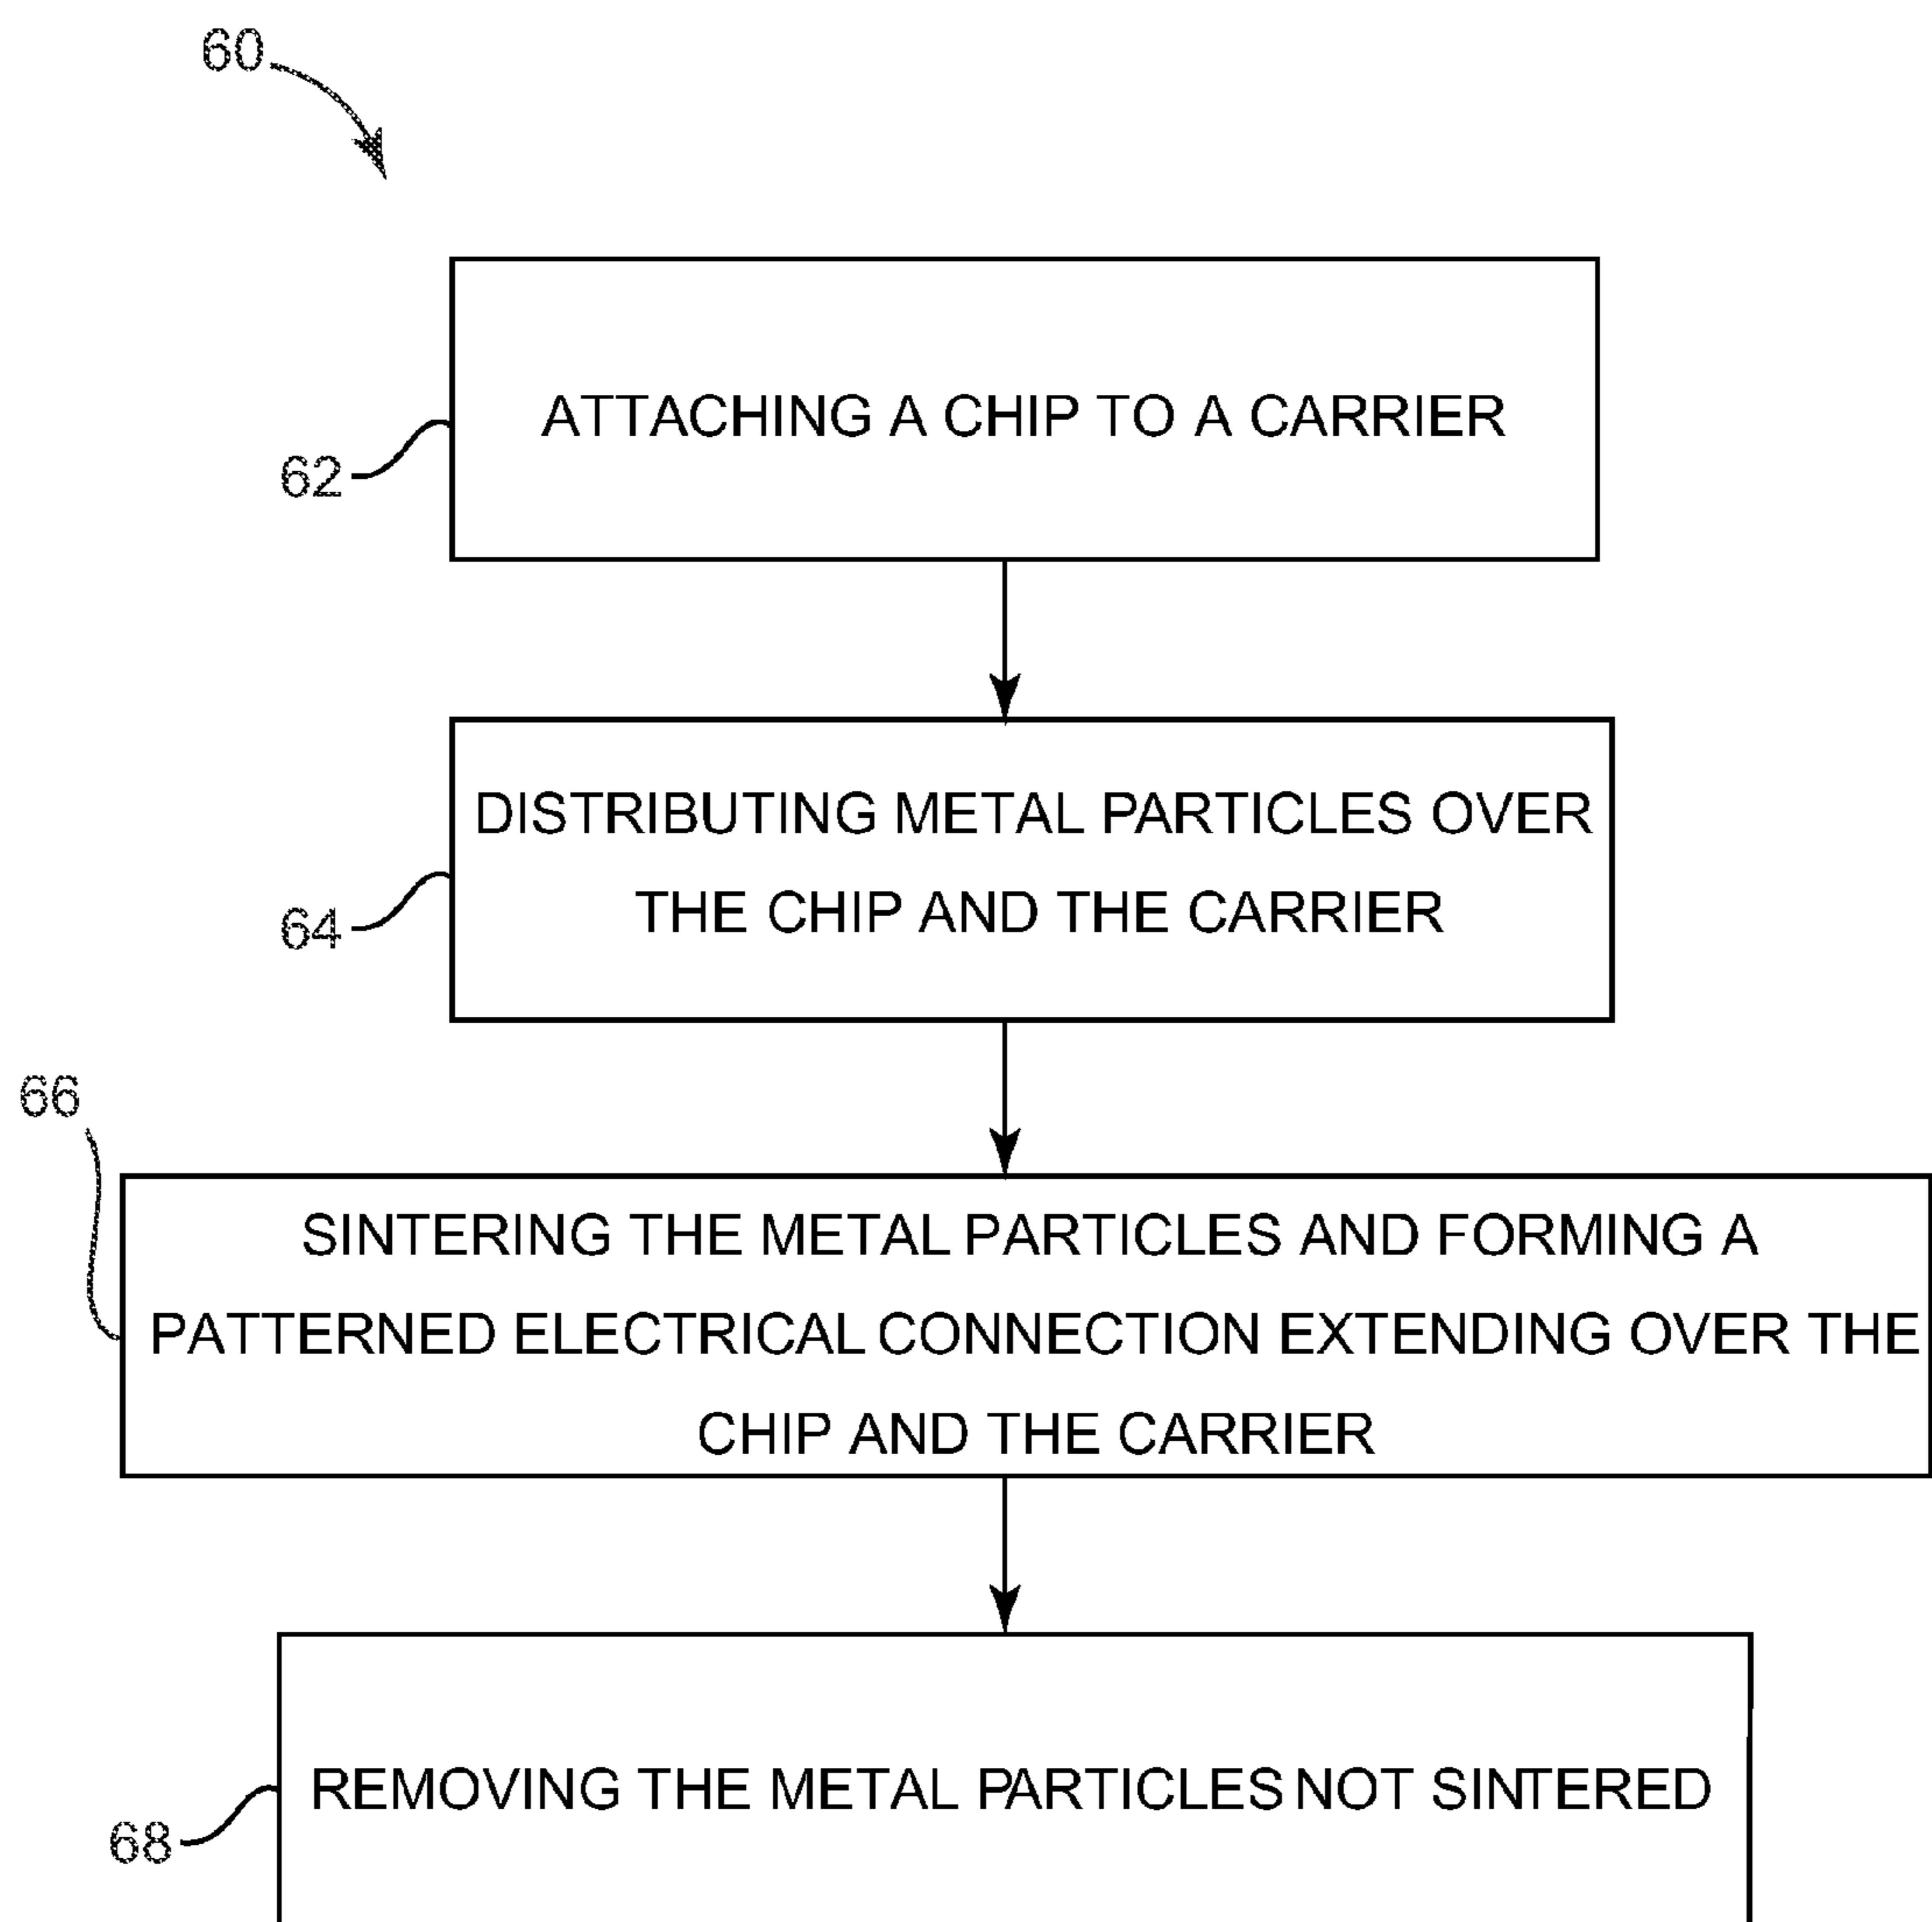 60
ATTACHING A CHIP TO A CARRIER
62
DISTRIBUTING METAL PARTICLES OVER
THE CHIP AND THE CARRIER
64
66
SINTERING THE METAL PARTICLES AND FORMING A
PATTERNED ELECTRICAL CONNECTION EXTENDING OVER THE
CHIP AND THE CARRIER
REMOVING THE METAL PARTICLES NOT SINTERED
68